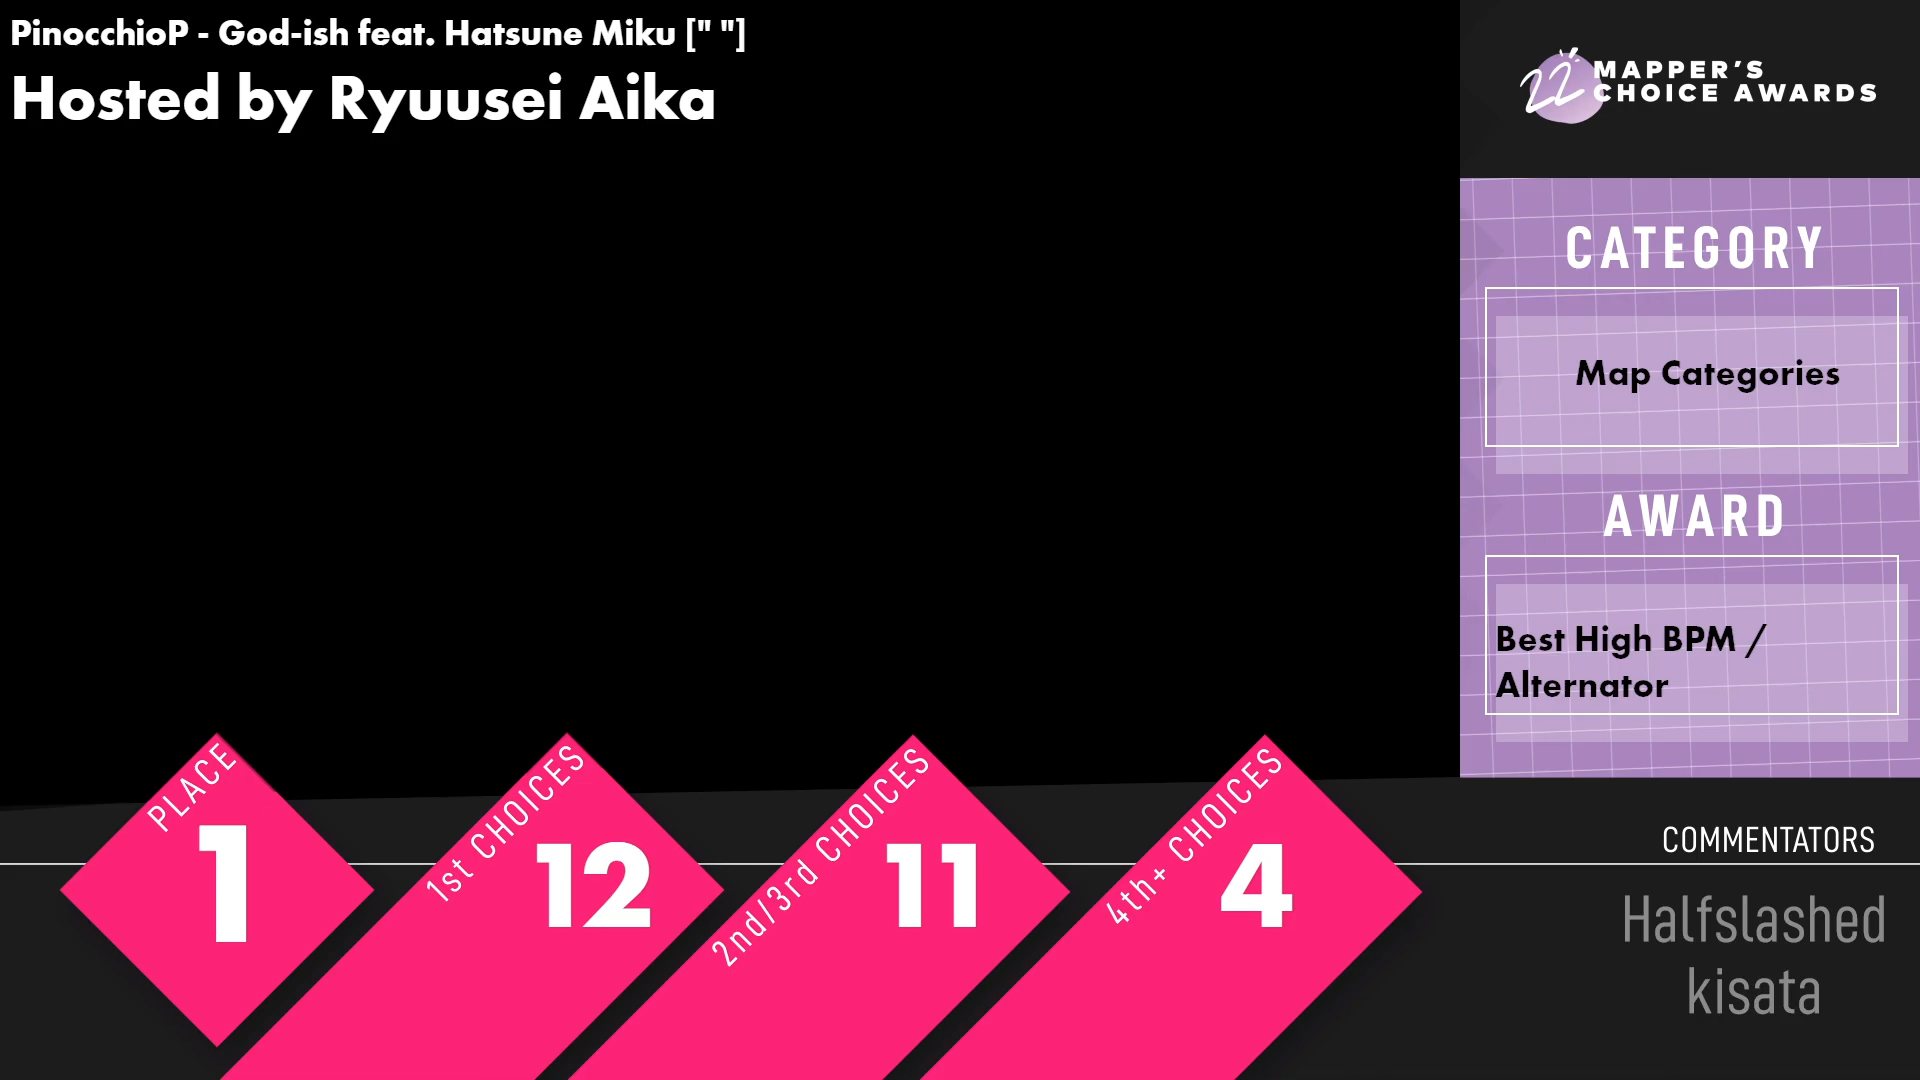 PinocchioP - God-ish feat. Hatsune Miku [" "]
Hosted by Ryuusei Aika
22 MAPPER'S
CHOICE AWARDS
CATEGORY
Map Categories
AWARD
Best High BPM /
Alternator
PLACE
1
1st CHOICES
12
2nd/3rd CHOICES
11
4th+ CHOICES
4
COMMENTATORS
Halfslashed
kisata